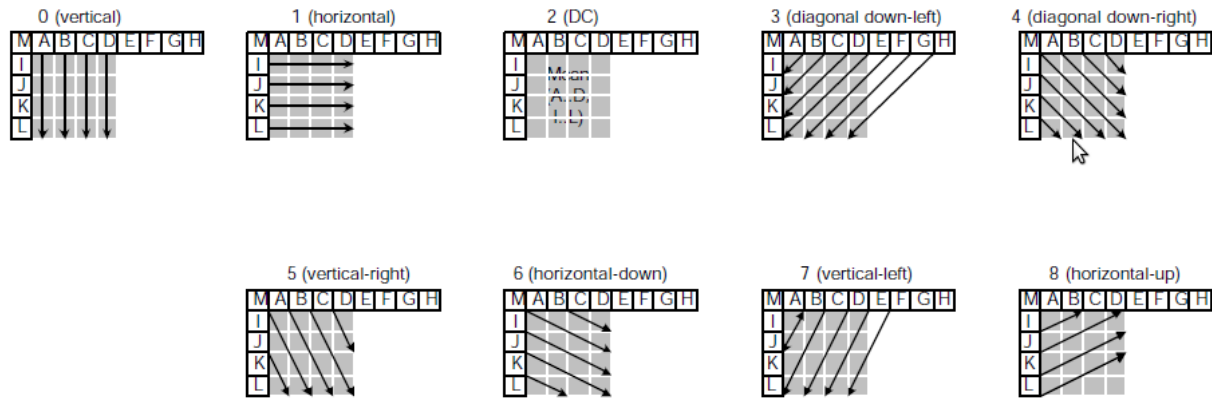 0 (vertical)
1 (horizontal)
2 (DC)
3 (diagonal down-left)
4 (diagonal down-right)
M A B C D E F G H
I
J
K
L
M A B C D E F G H
I
J
K
L
M A B C D E F G H
I
J
K
L
Mean
(A..D,
I..L)
M A B C D E F G H
I
J
K
L
M A B C D E F G H
I
J
K
L
5 (vertical-right)
6 (horizontal-down)
7 (vertical-left)
8 (horizontal-up)
M A B C D E F G H
I
J
K
L
M A B C D E F G H
I
J
K
L
M A B C D E F G H
I
J
K
L
M A B C D E F G H
I
J
K
L